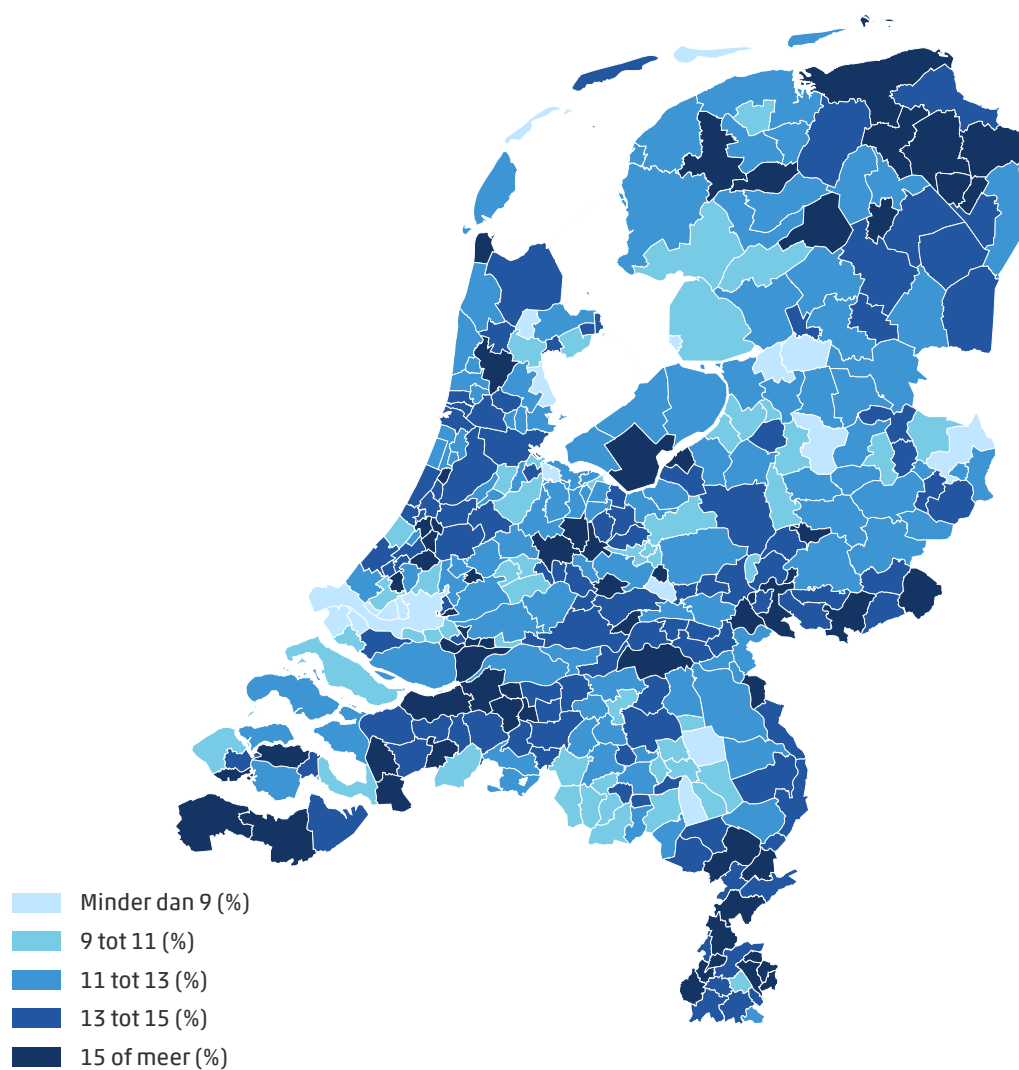 Minder dan 9 (%)
9 tot 11 (%)
11 tot 13 (%)
13 tot 15 (%)
15 of meer (%)